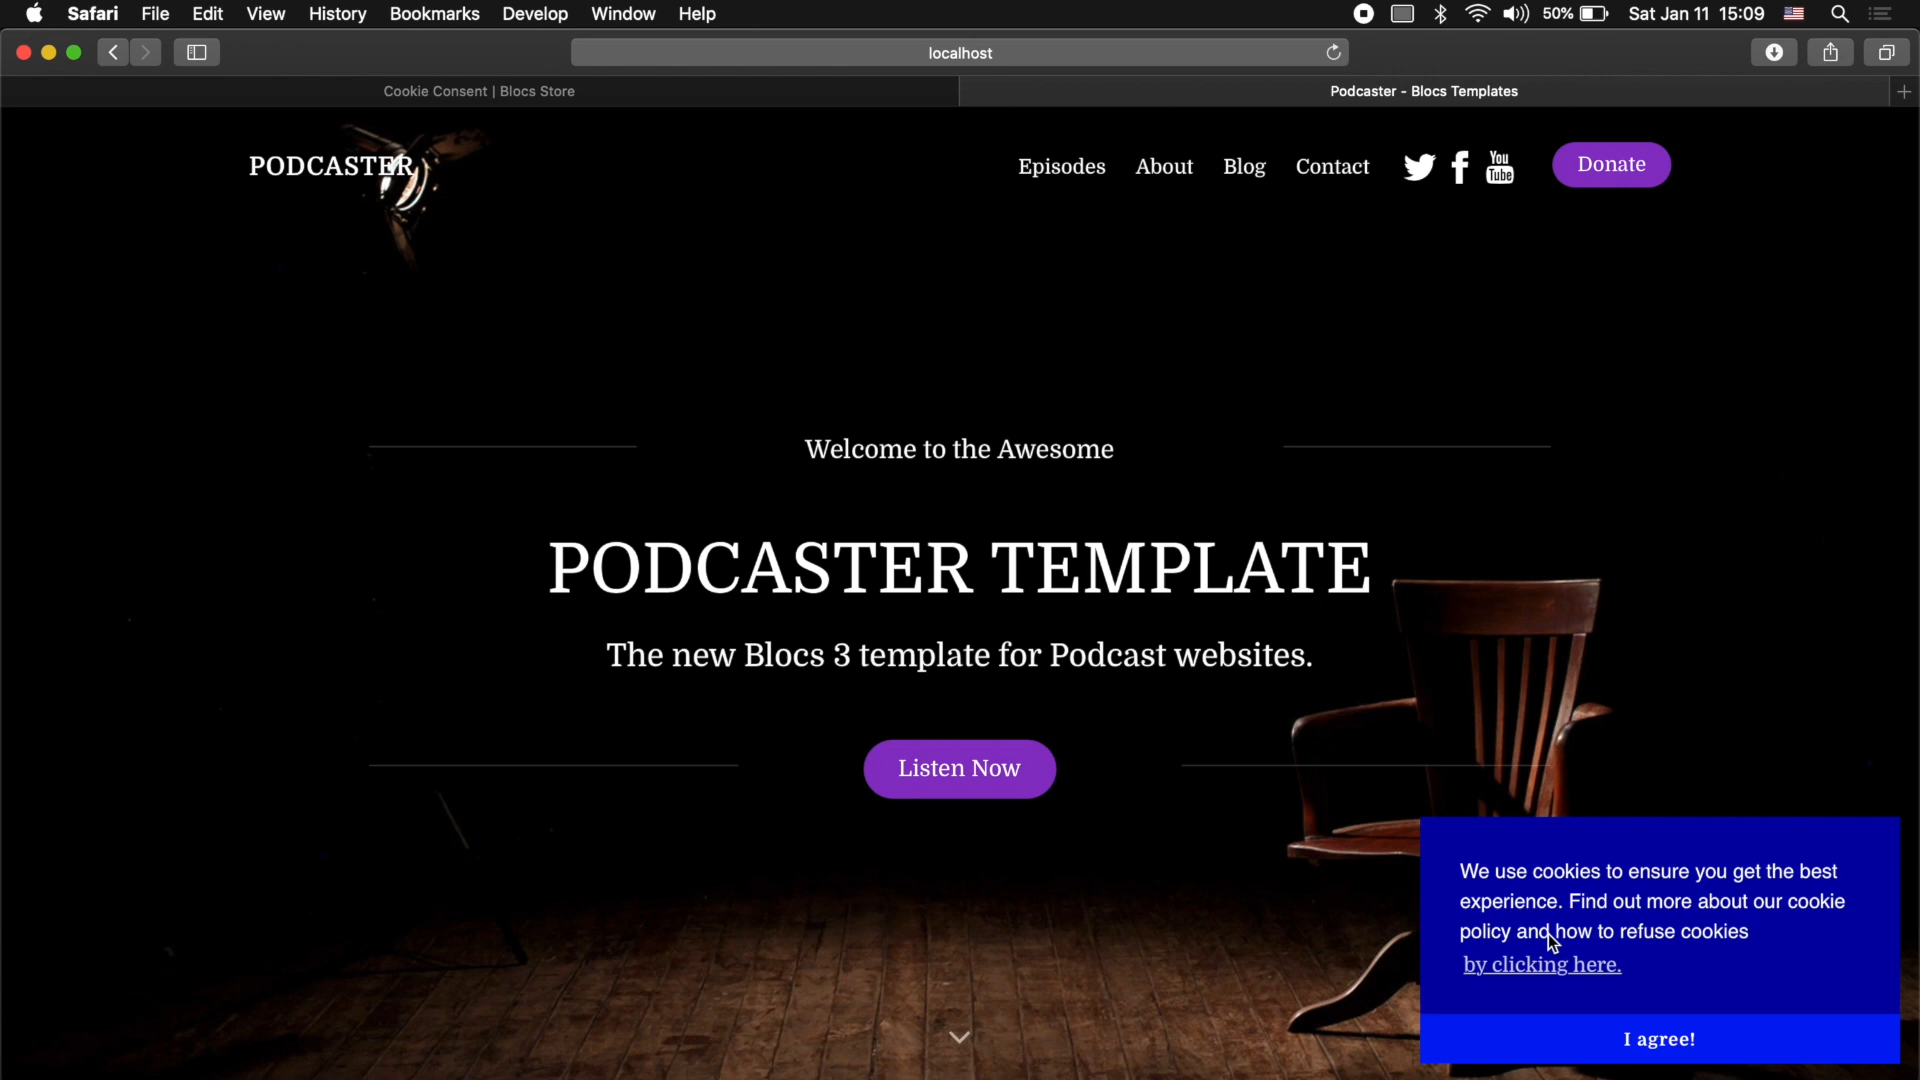 Safari File Edit View History Bookmarks Develop Window Help 50% Sat Jan 11 15:09
localhost
Cookie Consent | Blocs Store
Podcaster - Blocs Templates
PODCASTER
Episodes About Blog Contact You Tube Donate
Welcome to the Awesome
PODCASTER TEMPLATE
The new Blocs 3 template for Podcast websites.
Listen Now
We use cookies to ensure you get the best
experience. Find out more about our cookie
policy and how to refuse cookies
by clicking here.
I agree!